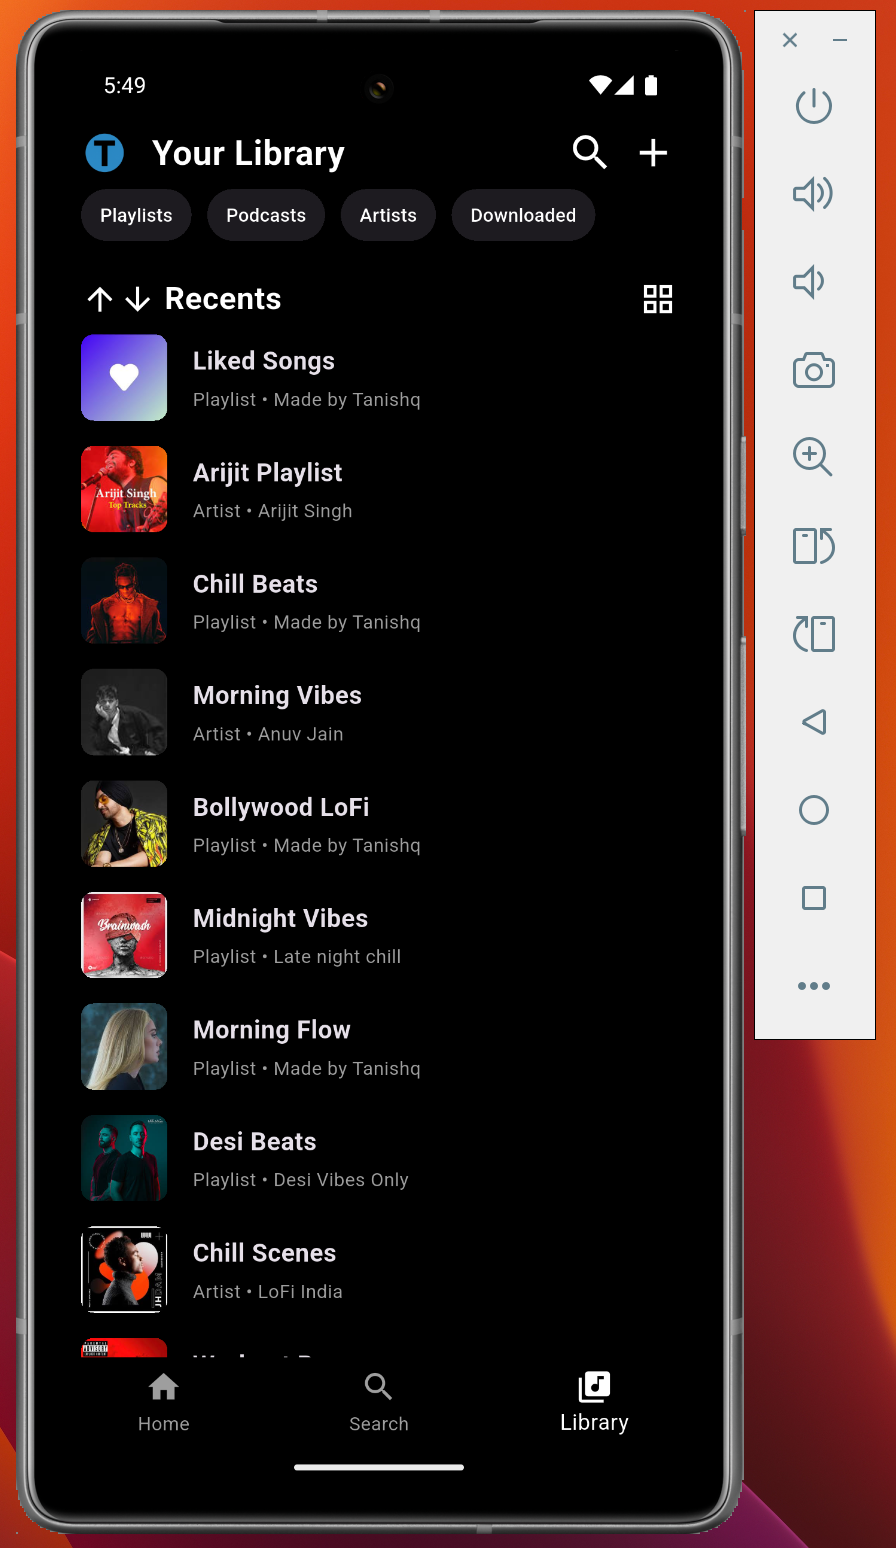 5:49
T Your Library
Playlists Podcasts Artists Downloaded
Recents
Liked Songs
Playlist • Made by Tanishq
Arijit Singh
Top Tracks
Arijit Playlist
Artist • Arijit Singh
Chill Beats
Playlist • Made by Tanishq
Morning Vibes
Artist • Anuv Jain
Bollywood LoFi
Playlist • Made by Tanishq
Brainwash
Midnight Vibes
Playlist • Late night chill
Morning Flow
Playlist • Made by Tanishq
Desi Beats
Playlist • Desi Vibes Only
Chill Scenes
Artist • LoFi India
Home Search Library